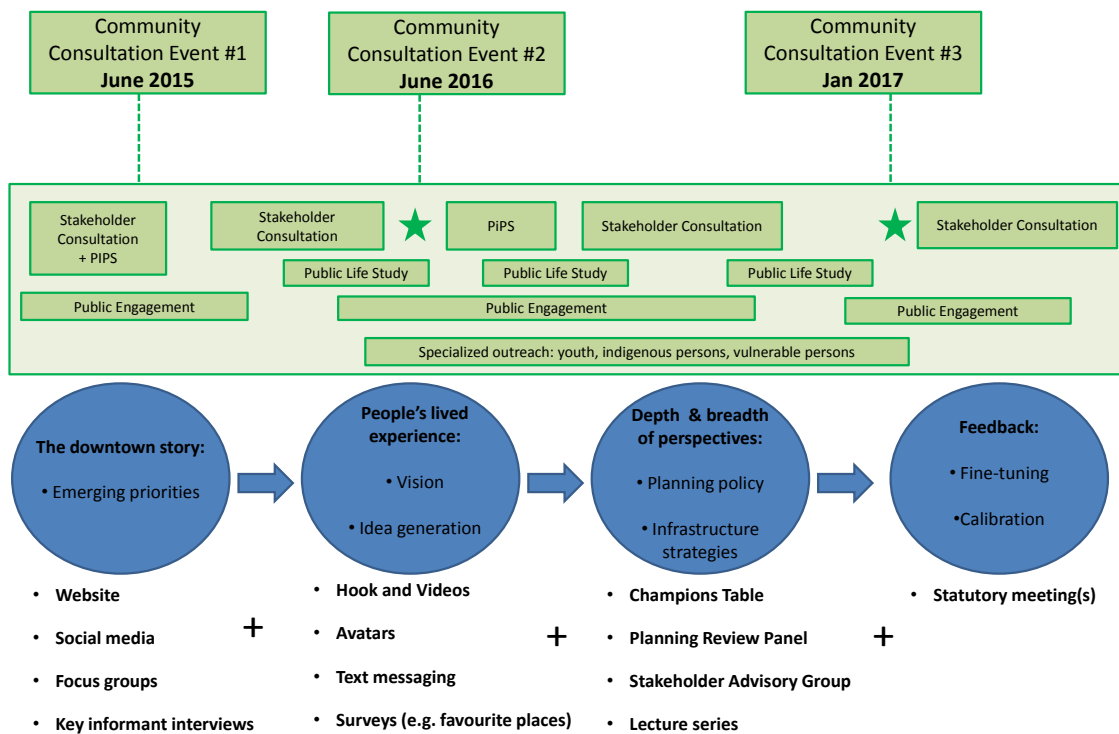 Community
Consultation Event #1
June 2015
Community
Consultation Event #2
June 2016
Community
Consultation Event #3
Jan 2017
Stakeholder
Consultation
+ PIPS
Stakeholder
Consultation
PiPS
Stakeholder Consultation
Stakeholder Consultation
Public Life Study
Public Life Study
Public Life Study
Public Engagement
Public Engagement
Public Engagement
Specialized outreach: youth, indigenous persons, vulnerable persons
The downtown story:
• Emerging priorities
People's lived
experience:
• Vision
• Idea generation
Depth & breadth
of perspectives:
• Planning policy
• Infrastructure
strategies
Feedback:
• Fine-tuning
•Calibration
• Website
• Social media
• Focus groups
• Key informant interviews
+
• Hook and Videos
• Avatars
• Text messaging
• Surveys (e.g. favourite places)
+
• Champions Table
• Planning Review Panel
• Stakeholder Advisory Group
• Lecture series
+
• Statutory meeting(s)